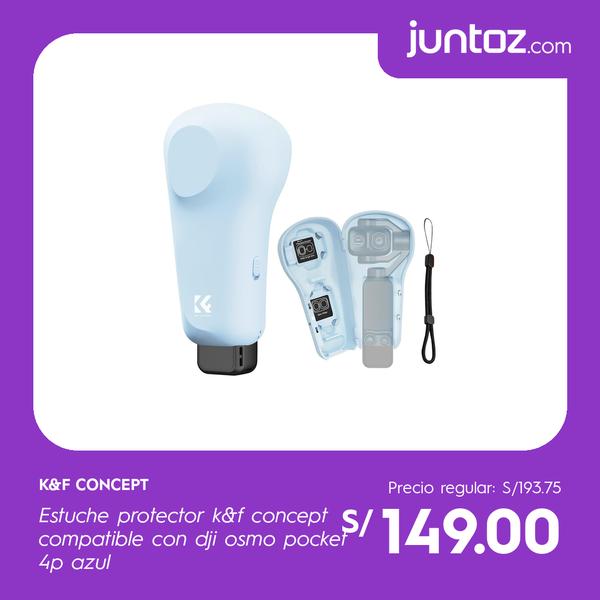 juntoz.com
K&F CONCEPT
Estuche protector k&f concept
compatible con dji osmo pocket
4p azul
Precio regular: S/193.75
S/149.00